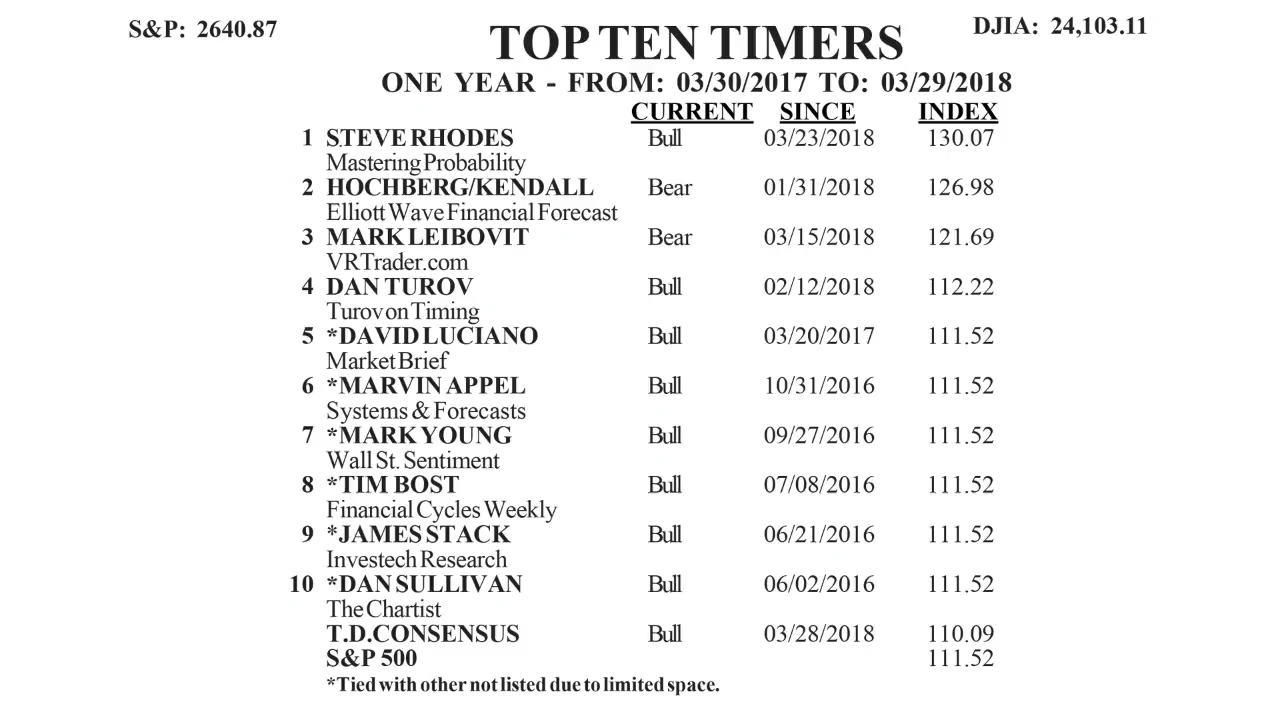 S&P: 2640.87
DJIA: 24,103.11
TOP TEN TIMERS
ONE YEAR - FROM: 03/30/2017 TO: 03/29/2018
CURRENT SINCE INDEX
1 STEVE RHODES Bull 03/23/2018 130.07
Mastering Probability
2 HOCHBERG/KENDALL Bear 01/31/2018 126.98
Elliott Wave Financial Forecast
3 MARK LEIBOVIT Bear 03/15/2018 121.69
VRTrader.com
4 DAN TUROV Bull 02/12/2018 112.22
Turov on Timing
5 *DAVID LUCIANO Bull 03/20/2017 111.52
Market Brief
6 *MARVIN APPEL Bull 10/31/2016 111.52
Systems & Forecasts
7 *MARK YOUNG Bull 09/27/2016 111.52
Wall St. Sentiment
8 *TIM BOST Bull 07/08/2016 111.52
Financial Cycles Weekly
9 *JAMES STACK Bull 06/21/2016 111.52
Investech Research
10 *DAN SULLIVAN Bull 06/02/2016 111.52
The Chartist
T.D.CONSENSUS Bull 03/28/2018 110.09
S&P 500 111.52
*Tied with other not listed due to limited space.